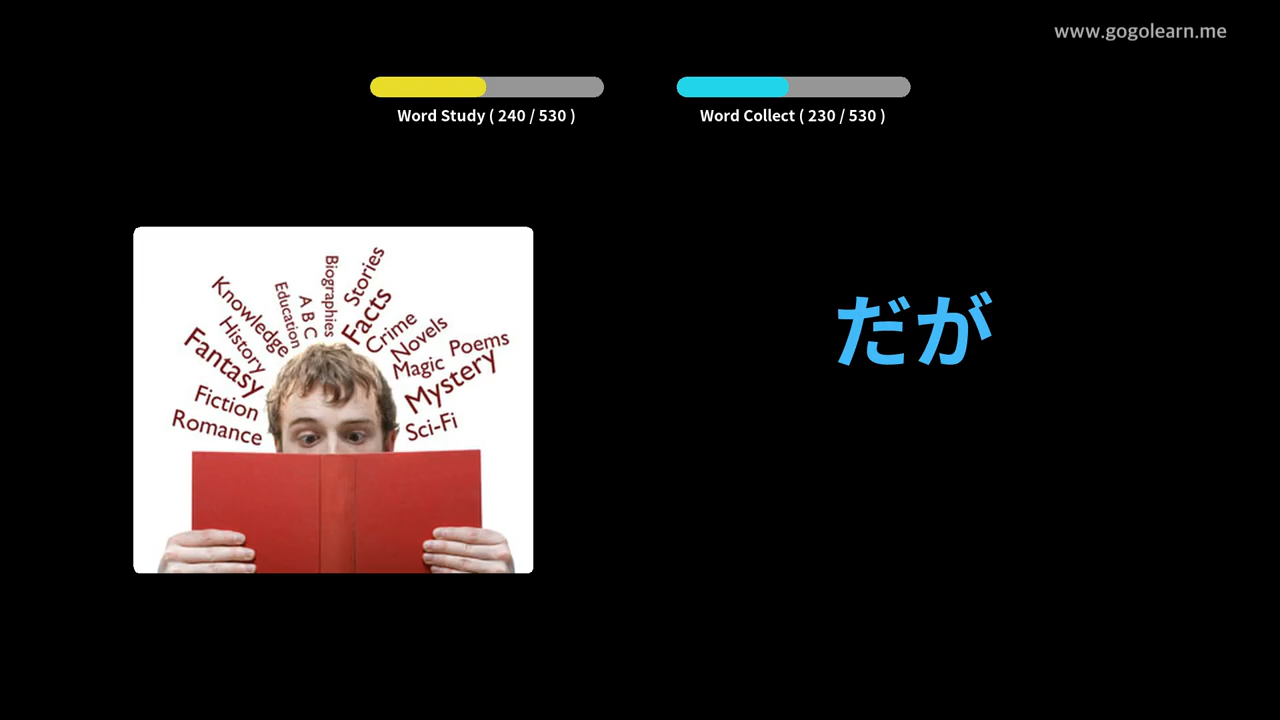 www.gogolearn.me
Word Study ( 240 / 530 )
Word Collect ( 230 / 530 )
だが
Romance
Fiction
Fantasy
History
Knowledge
Education
A B C
Biographies
Stories
Facts
Crime
Novels
Magic
Poems
Mystery
Sci-Fi